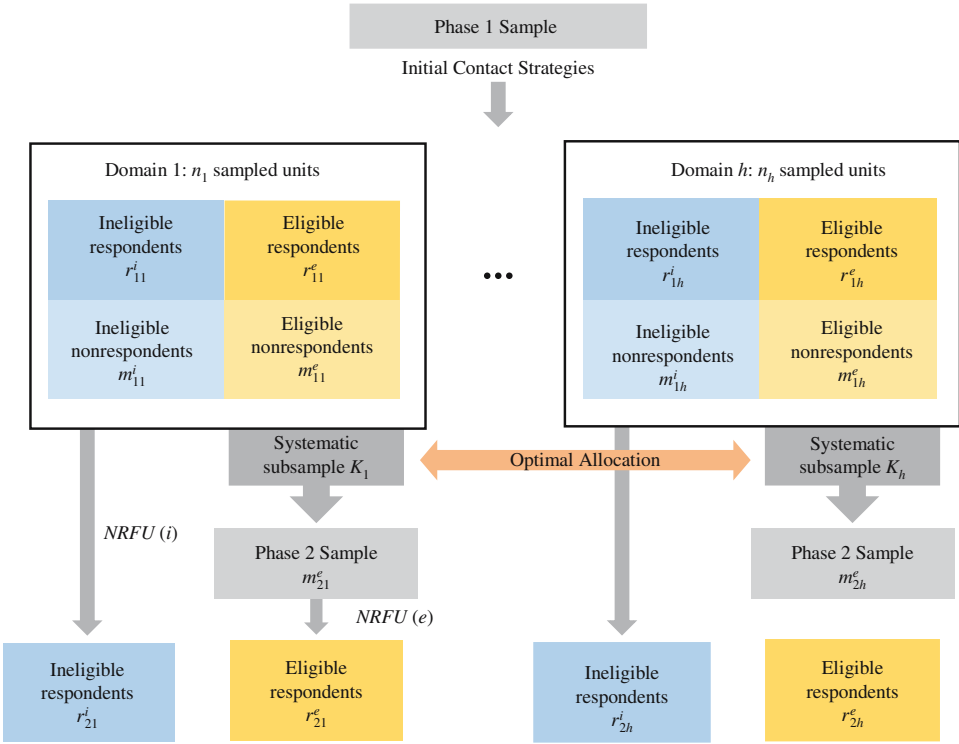 Phase 1 Sample
Initial Contact Strategies
Domain 1: n₁ sampled units
Ineligible
respondents
r₁₁ⁱ
Eligible
respondents
r₁₁ᵉ
Ineligible
nonrespondents
m₁₁ⁱ
Eligible
nonrespondents
m₁₁ᵉ
...
Domain h: nₕ sampled units
Ineligible
respondents
r₁ₕⁱ
Eligible
respondents
r₁ₕᵉ
Ineligible
nonrespondents
m₁ₕⁱ
Eligible
nonrespondents
m₁ₕᵉ
Systematic
subsample K₁
Optimal Allocation
Systematic
subsample Kₕ
NRFU (i)
Phase 2 Sample
m₂₁ᵉ
Phase 2 Sample
m₂ₕᵉ
NRFU (e)
Ineligible
respondents
r₂₁ⁱ
Eligible
respondents
r₂₁ᵉ
Ineligible
respondents
r₂ₕⁱ
Eligible
respondents
r₂ₕᵉ